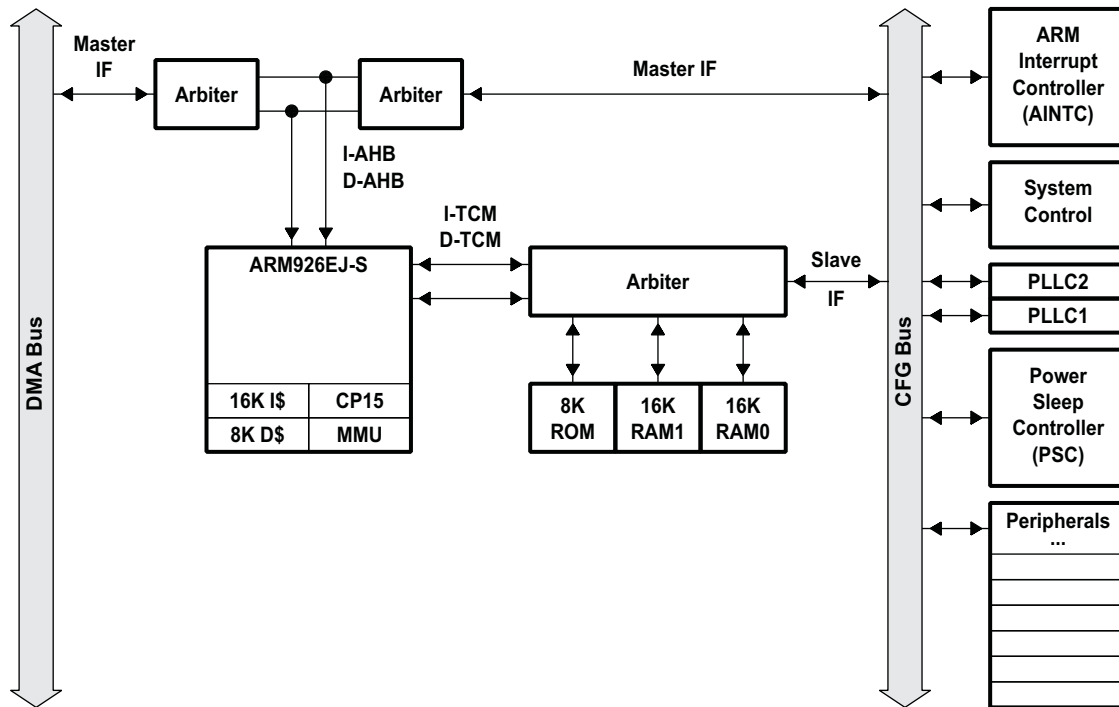 DMA Bus
Master
IF
Arbiter
Arbiter
Master IF
I-AHB
D-AHB
I-TCM
D-TCM
ARM926EJ-S
16K I$
CP15
8K D$
MMU
Arbiter
Slave
IF
8K
ROM
16K
RAM1
16K
RAM0
CFG Bus
ARM
Interrupt
Controller
(AINTC)
System
Control
PLLC2
PLLC1
Power
Sleep
Controller
(PSC)
Peripherals
...